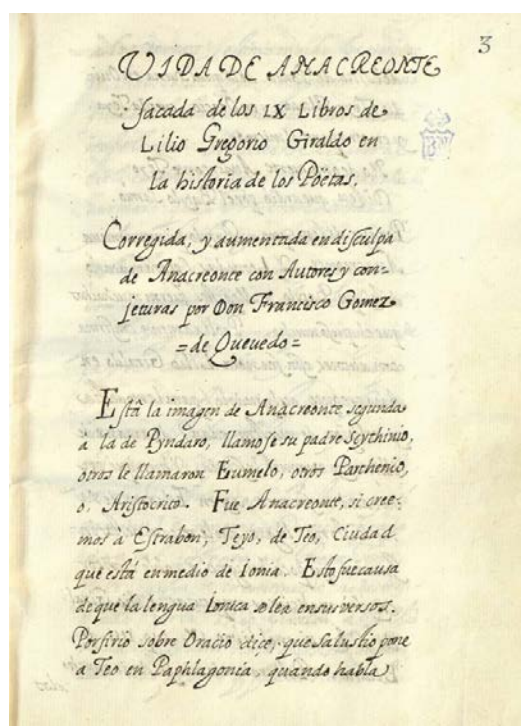 3
VIDA DE ANACREONTE
sacada de los IX Libros de
Lilio Gregorio Giraldo en
la historia de los Poëtas.
Corregida, y aumentada en disculpa
de Anacreonte con Autores y con=
jeturas por Don Francisco Gomez
=de Queuedo=
Està la imagen de Anacreonte segunda
a la de Pyndaro, llamose su padre Scythinio,
otros le llamaron Eumelo, otros Parthenio,
o, Aristocrito. Fue Anacreonte, si cree=
mos à Estrabon, Teyo, de Teo, Ciudad
que està en medio de Ionia. Esto fue causa
de que la lengua Ionica se lea en sus versos.
Porfirio sobre Oracio dice, que Salustio pone
a Teo en Paphlagonia, quando habla